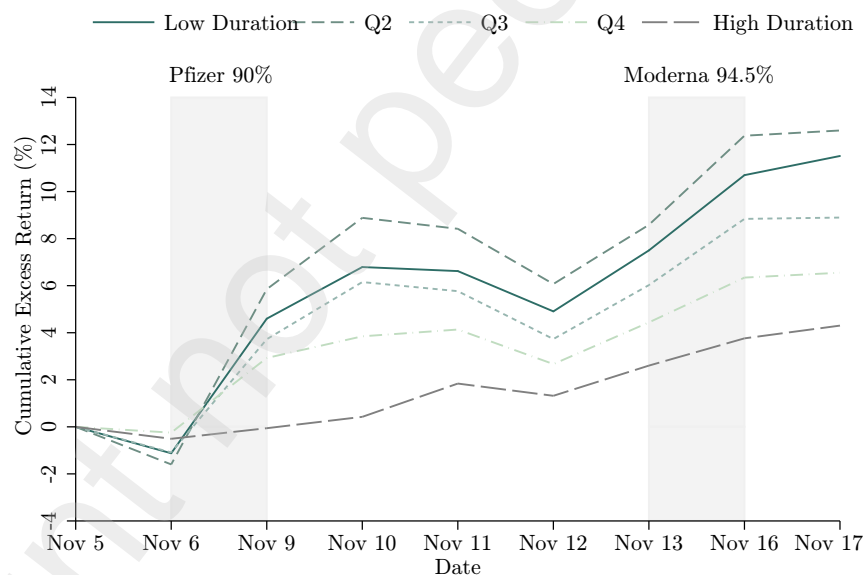 Low Duration Q2 Q3 Q4 High Duration
Pfizer 90% Moderna 94.5%
Cumulative Excess Return (%)
14
12
10
8
6
4
2
0
-2
-4
Nov 5 Nov 6 Nov 9 Nov 10 Nov 11 Nov 12 Nov 13 Nov 16 Nov 17
Date
not